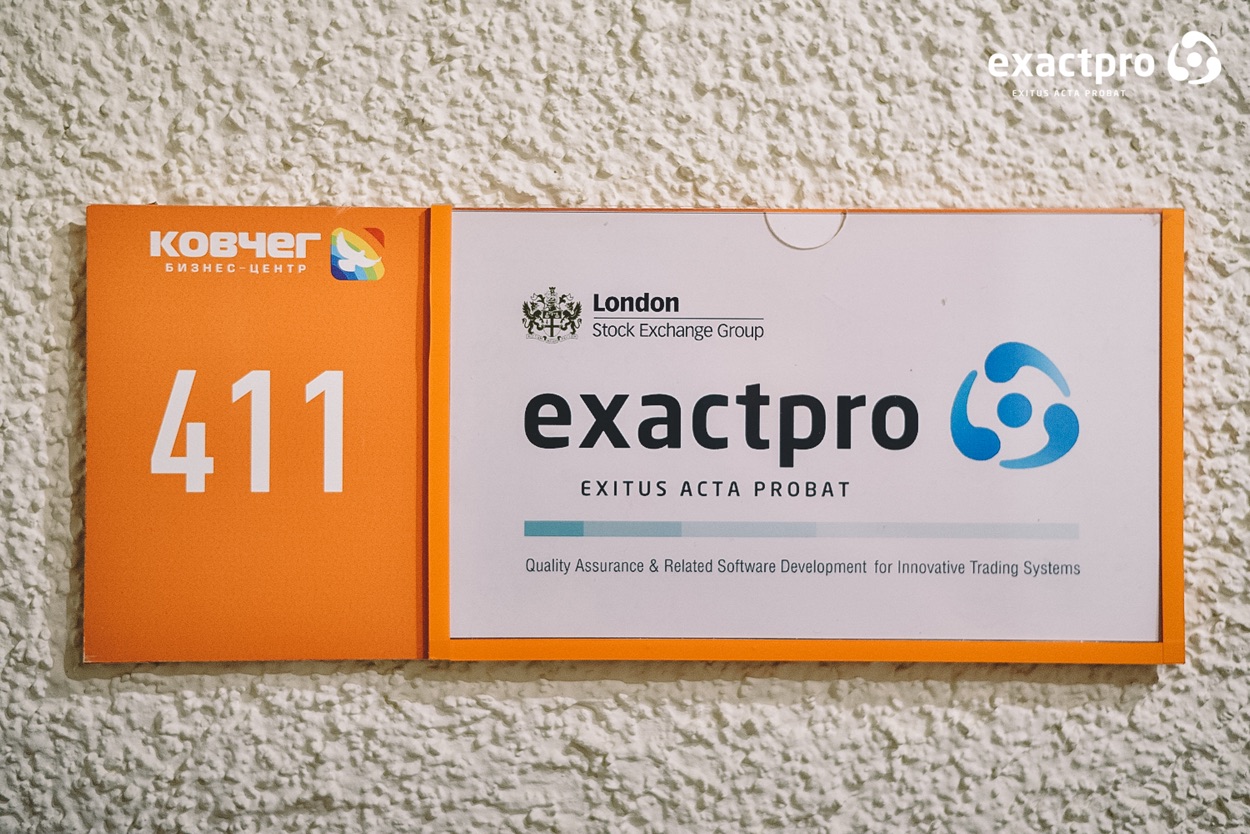 exactpro
EXITUS ACTA PROBAT
КОВЧЕГ
БИЗНЕС-ЦЕНТР
411
London
Stock Exchange Group
exactpro
EXITUS ACTA PROBAT
Quality Assurance & Related Software Development for Innovative Trading Systems